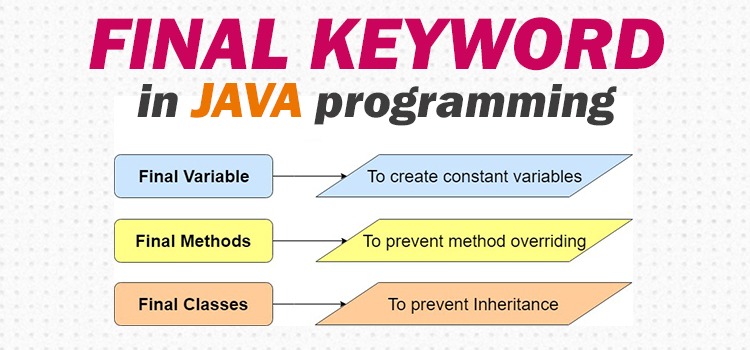 FINAL KEYWORD
in JAVA programming
Final Variable
To create constant variables
Final Methods
To prevent method overriding
Final Classes
To prevent Inheritance